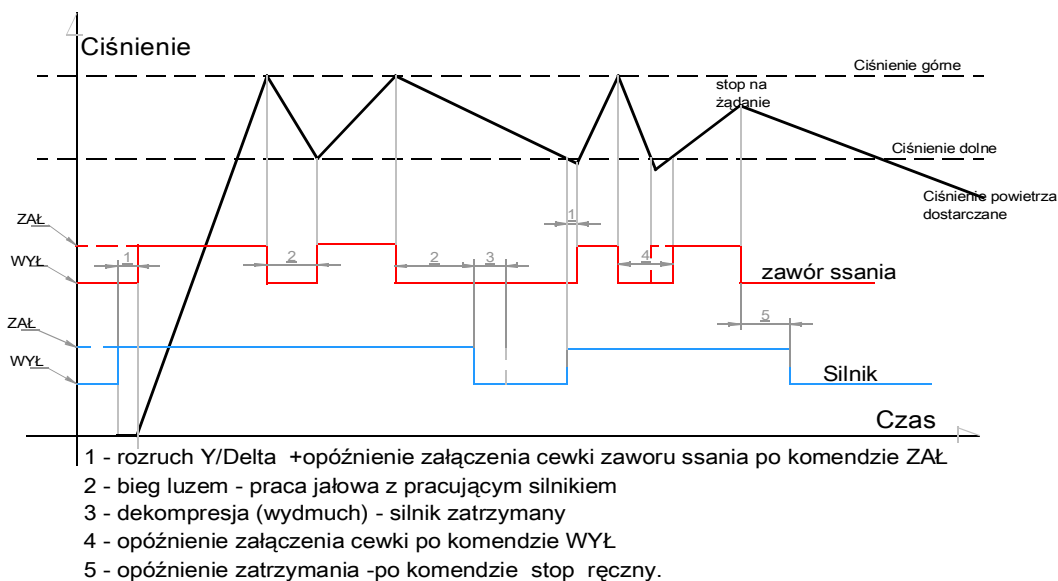 Ciśnienie
Ciśnienie górne
stop na
żądanie
Ciśnienie dolne
Ciśnienie powietrza
dostarczane
1
ZAŁ
WYŁ
1
2
2
3
4
zawór ssania
5
ZAŁ
WYŁ
Silnik
Czas
1 - rozruch Y/Delta +opóźnienie załączenia cewki zaworu ssania po komendzie ZAŁ
2 - bieg luzem - praca jałowa z pracującym silnikiem
3 - dekompresja (wydmuch) - silnik zatrzymany
4 - opóźnienie załączenia cewki po komendzie WYŁ
5 - opóźnienie zatrzymania -po komendzie stop ręczny.